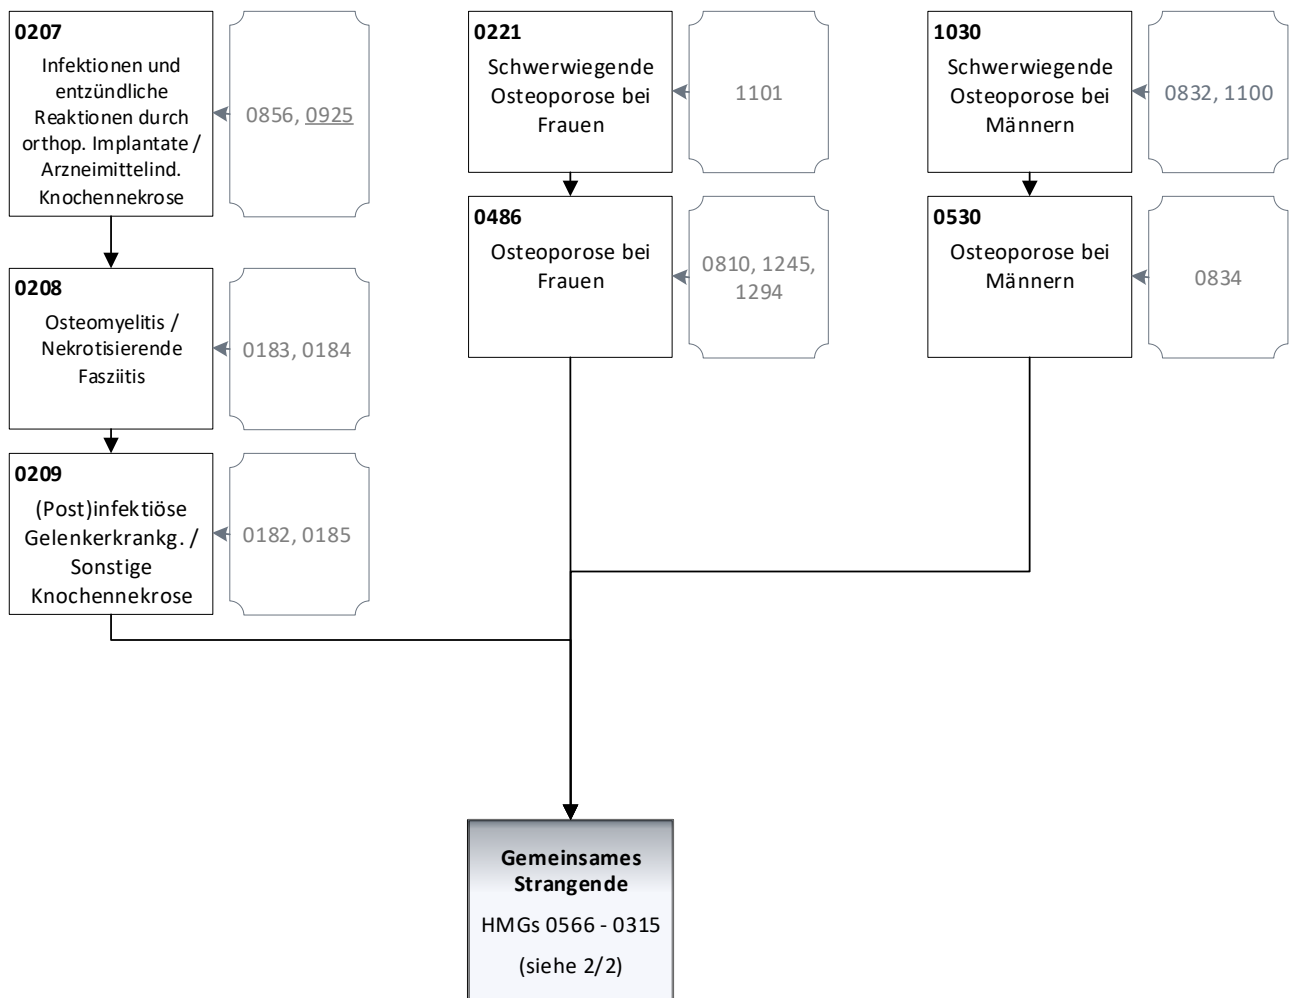 0207
Infektionen und
entzündliche
Reaktionen durch
orthop. Implantate /
Arzneimittelind.
Knochennekrose
0856, 0925
0221
Schwerwiegende
Osteoporose bei
Frauen
1101
1030
Schwerwiegende
Osteoporose bei
Männern
0832, 1100
0486
Osteoporose bei
Frauen
0810, 1245,
1294
0530
Osteoporose bei
Männern
0834
0208
Osteomyelitis /
Nekrotisierende
Fasziitis
0183, 0184
0209
(Post)infektiöse
Gelenkerkrankg. /
Sonstige
Knochennekrose
0182, 0185
Gemeinsames
Strangende
HMGs 0566 - 0315
(siehe 2/2)